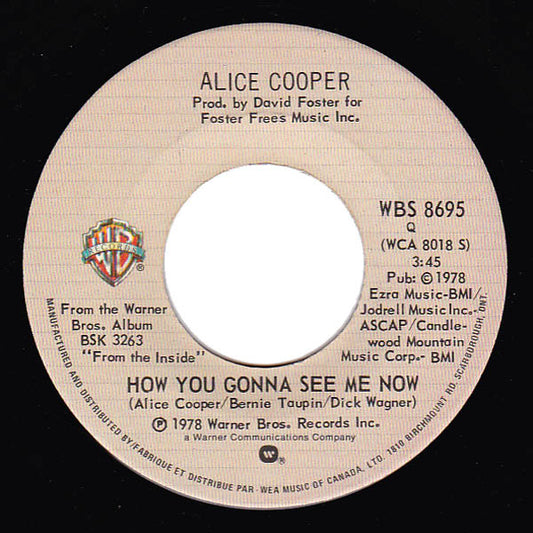 ALICE COOPER
Prod. by David Foster for
Foster Frees Music Inc.
WBS 8695
Q
(WCA 8018 S)
3:45
Pub: © 1978
Ezra Music-BMI/
Jodrell Music Inc.-
ASCAP/Candle-
wood Mountain
Music Corp.- BMI
WB
RECORDS
®
From the Warner
Bros. Album
BSK 3263
"From the Inside"
HOW YOU GONNA SEE ME NOW
(Alice Cooper/Bernie Taupin/Dick Wagner)
℗ 1978 Warner Bros. Records Inc.
a Warner Communications Company
W®
MANUFACTURED AND DISTRIBUTED BY/FABRIQUE ET DISTRIBUE PAR - WEA MUSIC OF CANADA, LTD. 1810 BIRCHMOUNT RD. SCARBOROUGH, ONT.